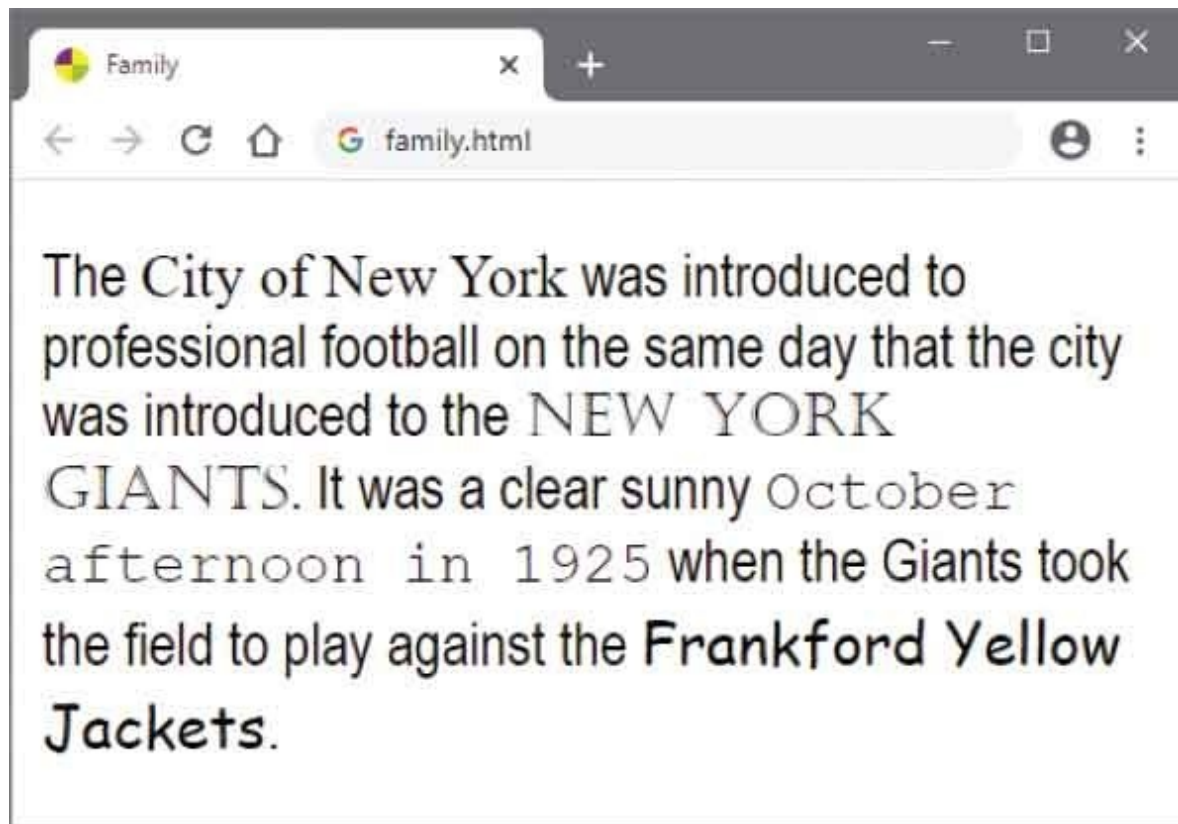 Family
family.html
The City of New York was introduced to
professional football on the same day that the city
was introduced to the NEW YORK
GIANTS. It was a clear sunny October
afternoon in 1925 when the Giants took
the field to play against the Frankford Yellow
Jackets.